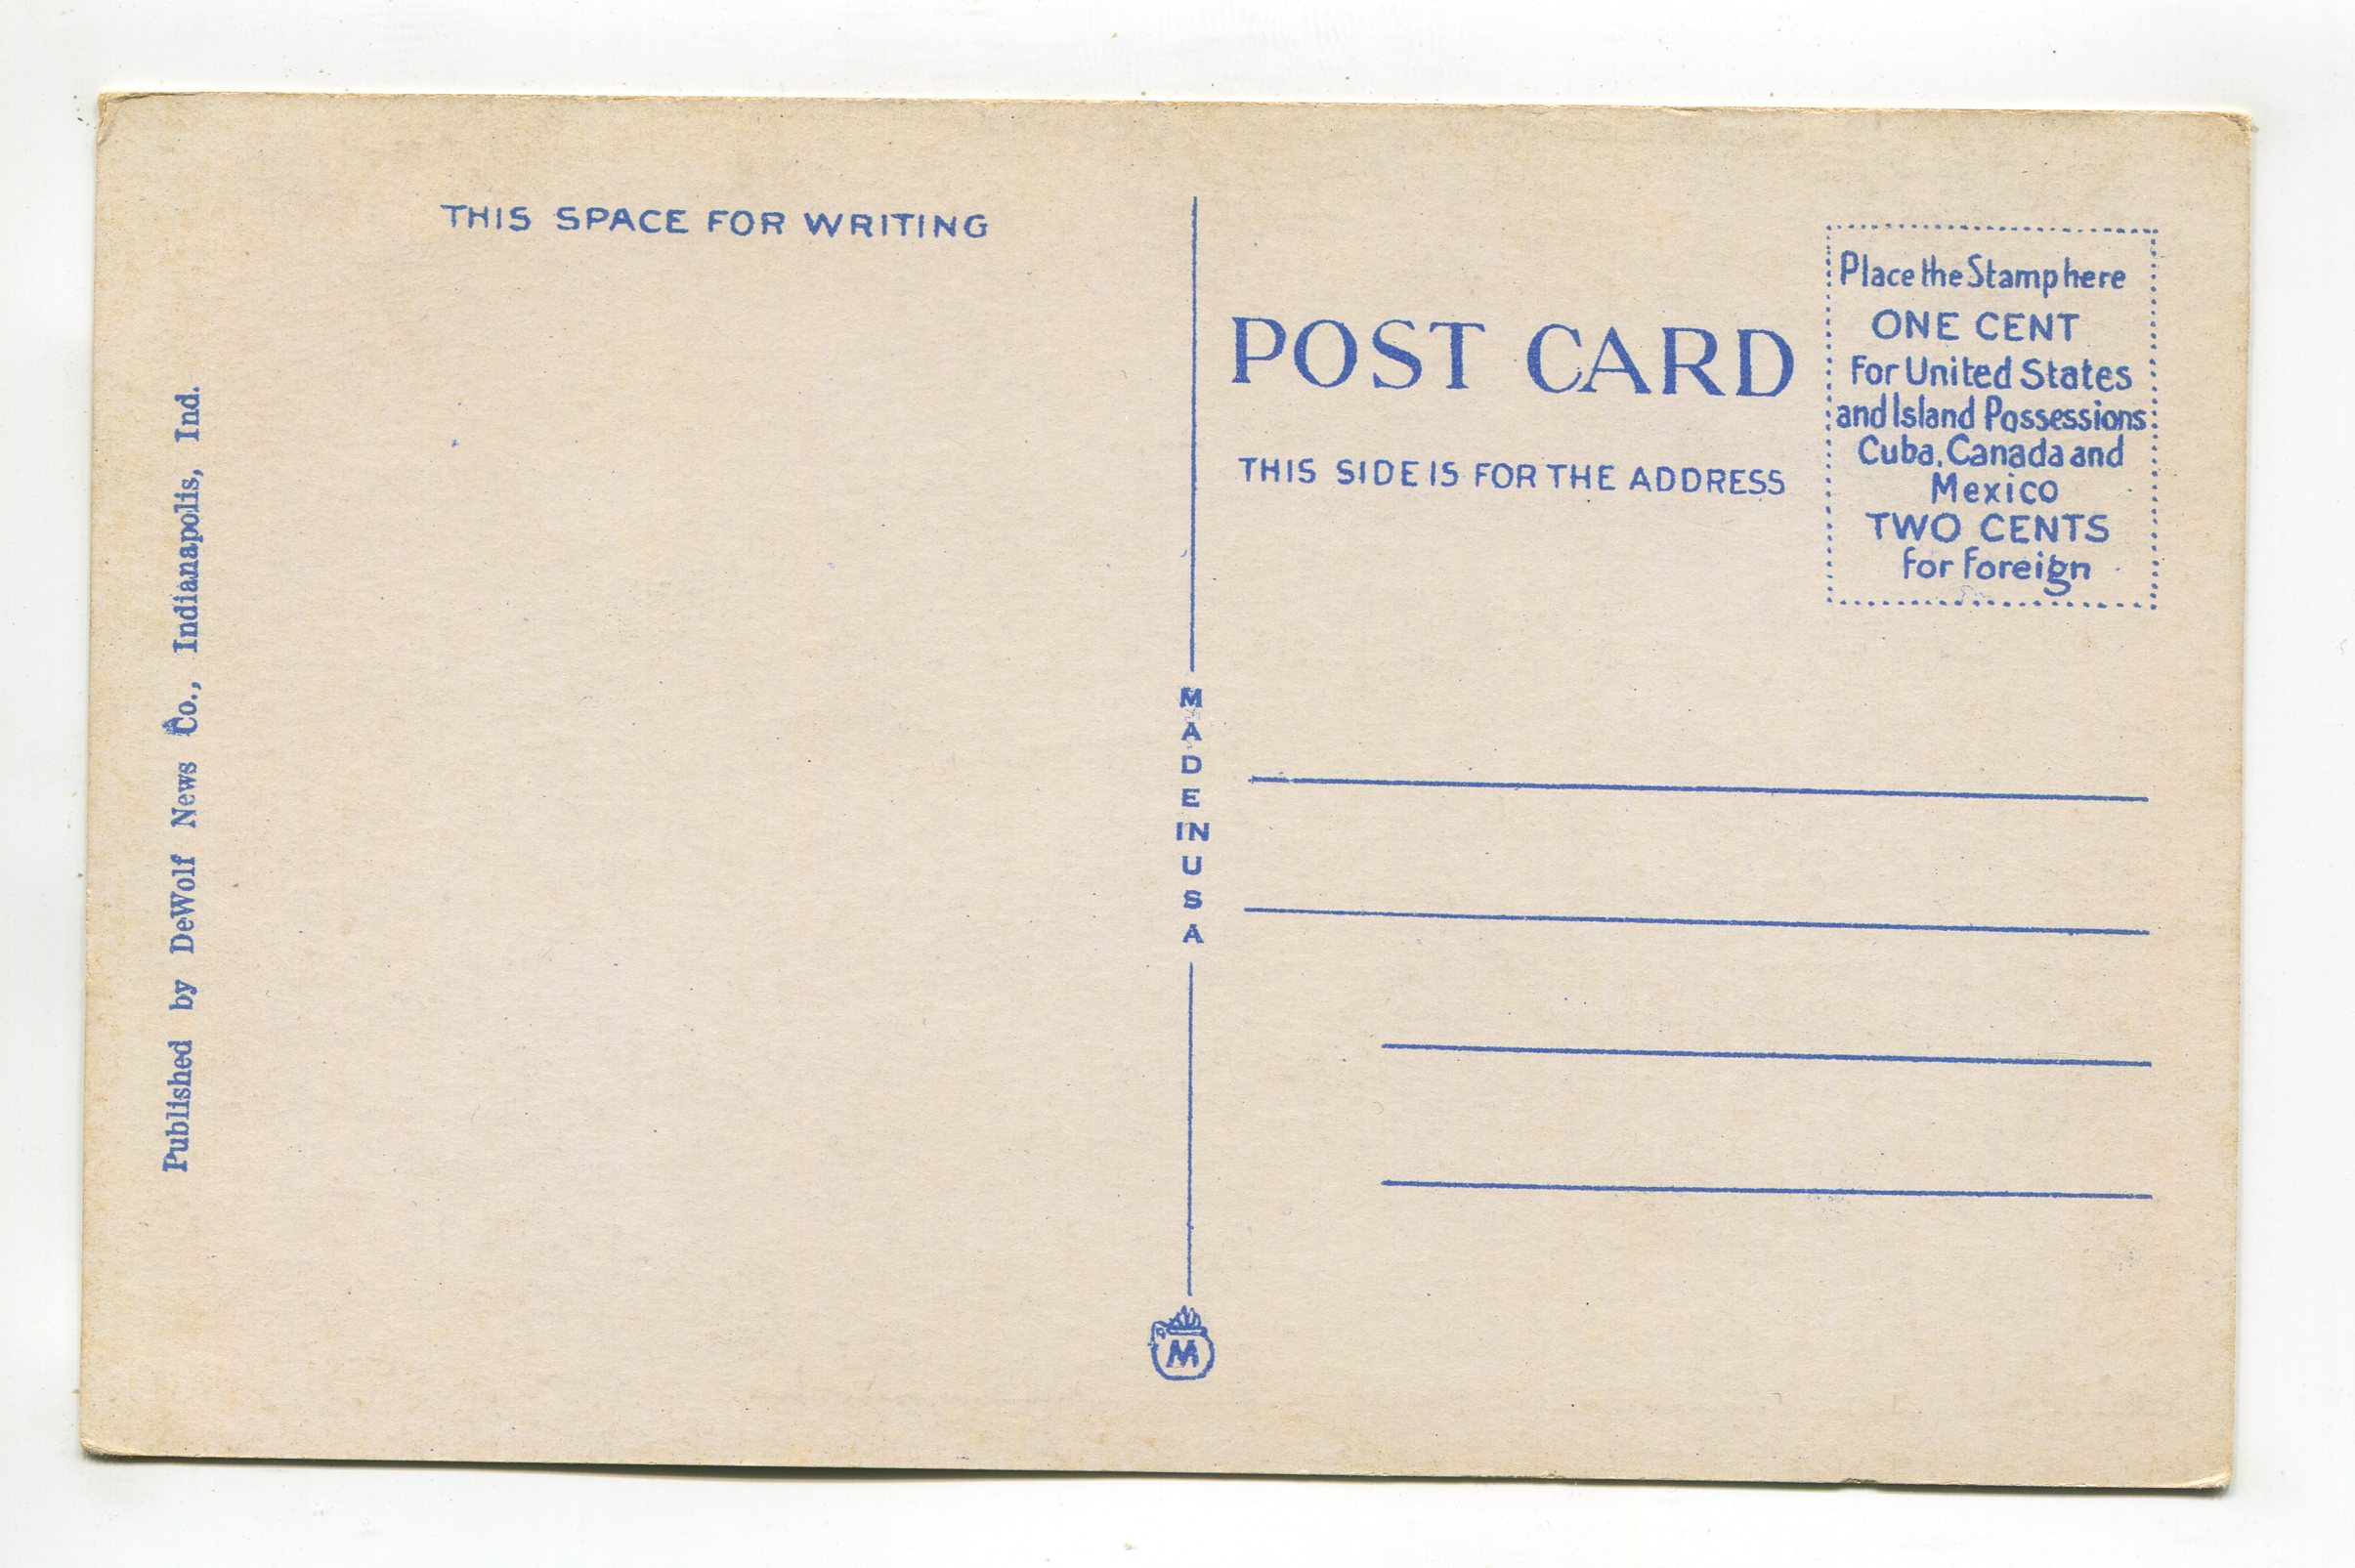 THIS SPACE FOR WRITING
Published by DeWolf News Co., Indianapolis, Ind.
M
A
D
E
IN
U
S
A
M
POST CARD
THIS SIDE IS FOR THE ADDRESS
Place the Stamp here
ONE CENT
For United States
and Island Possessions
Cuba, Canada and
Mexico
TWO CENTS
For Foreign